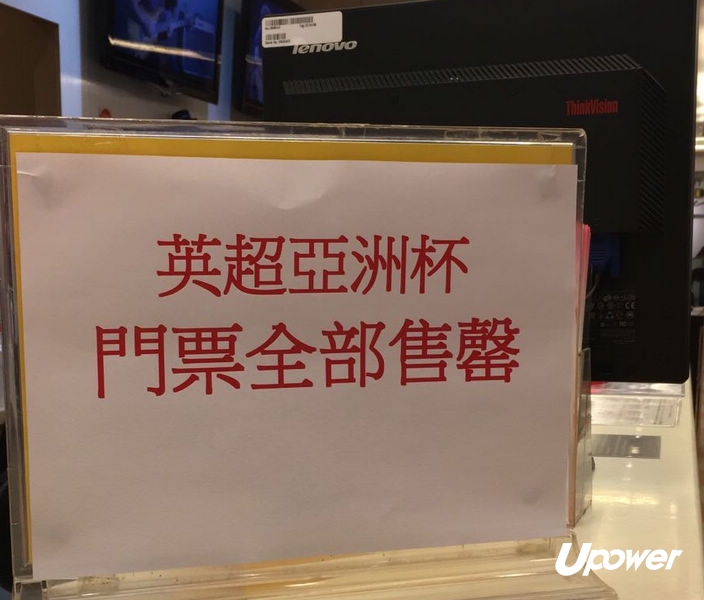 lenovo
ThinkVision
英超亞洲杯
門票全部售罄
Upower